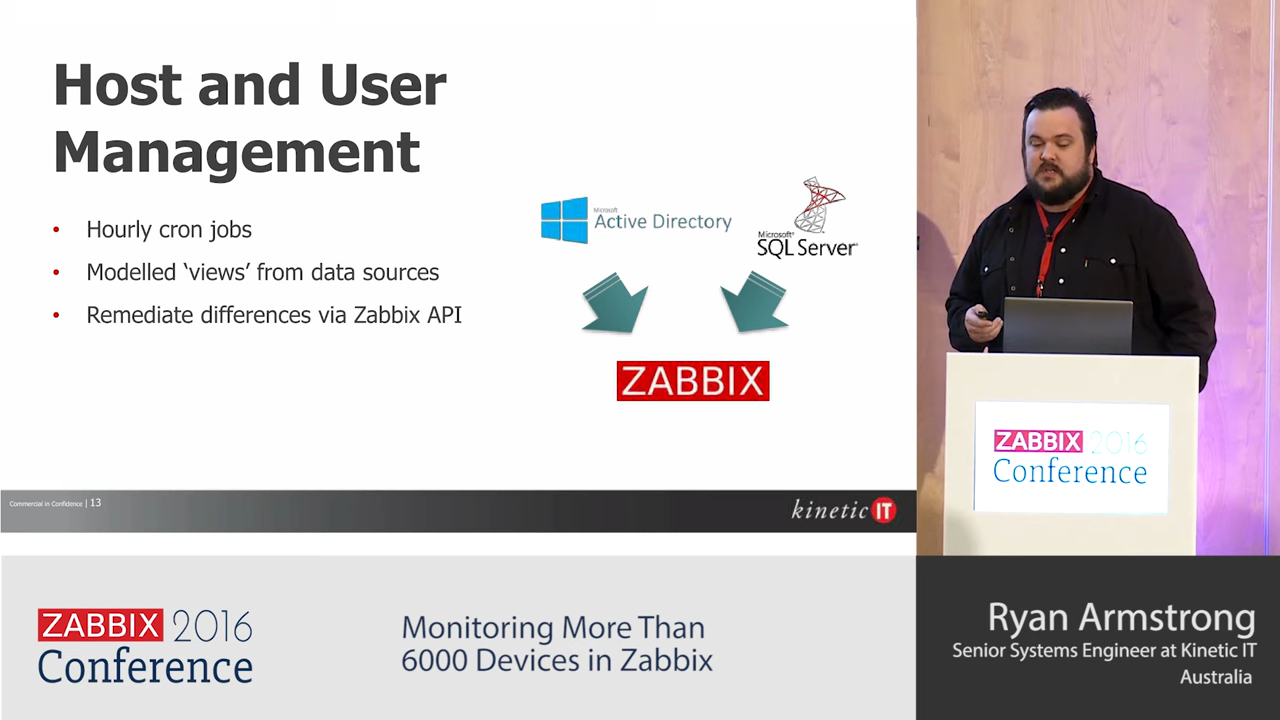 Host and User
Management
• Hourly cron jobs
• Modelled ‘views’ from data sources
• Remediate differences via Zabbix API
Microsoft
Active Directory
Microsoft®
SQL Server®
ZABBIX
Commercial in Confidence | 13
kinetic IT
ZABBIX 2016
Conference
ZABBIX 2016
Conference
Monitoring More Than
6000 Devices in Zabbix
Ryan Armstrong
Senior Systems Engineer at Kinetic IT
Australia